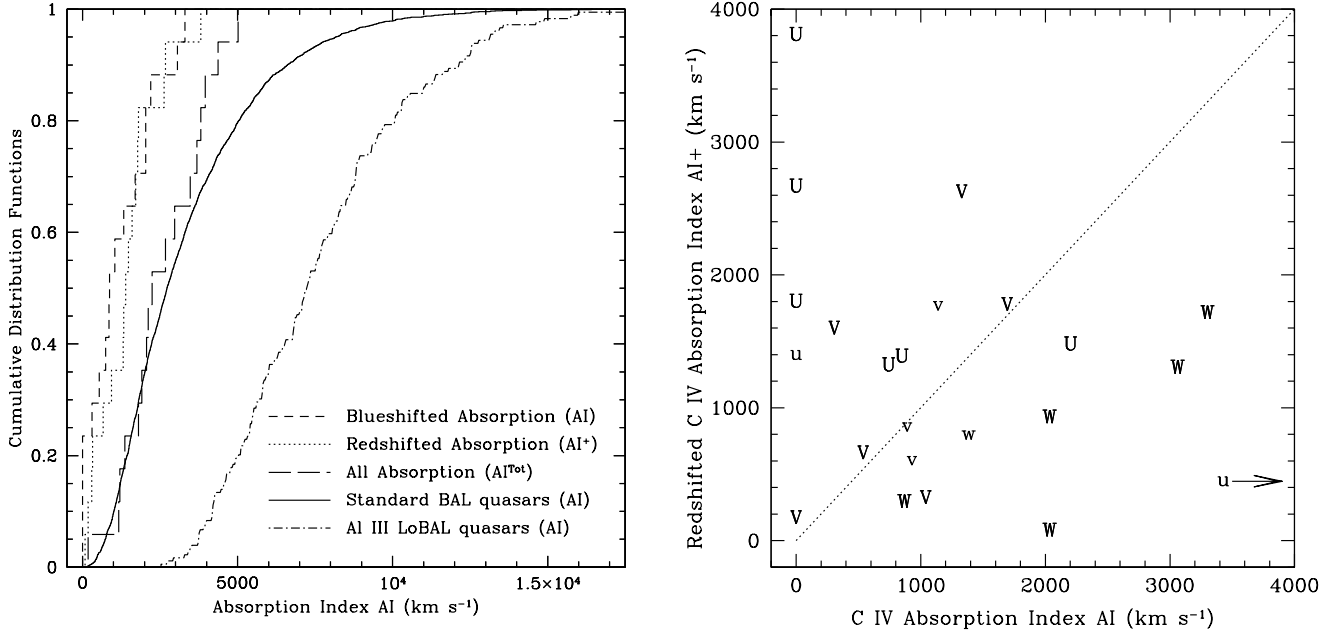 1
0.8
0.6
0.4
0.2
0
Cumulative Distribution Functions
Blueshifted Absorption (AI)
Redshifted Absorption (AI⁺)
All Absorption (AIᵀᵒᵗ)
Standard BAL quasars (AI)
Al III LoBAL quasars (AI)
0 5000 10⁴ 1.5×10⁴
Absorption Index AI (km s⁻¹)
4000
3000
2000
1000
0
Redshifted C IV Absorption Index AI+ (km s⁻¹)
U
U
V
U V V W
V v
u U U U W
V v v w W
V W V W
u
0 1000 2000 3000 4000
C IV Absorption Index AI (km s⁻¹)